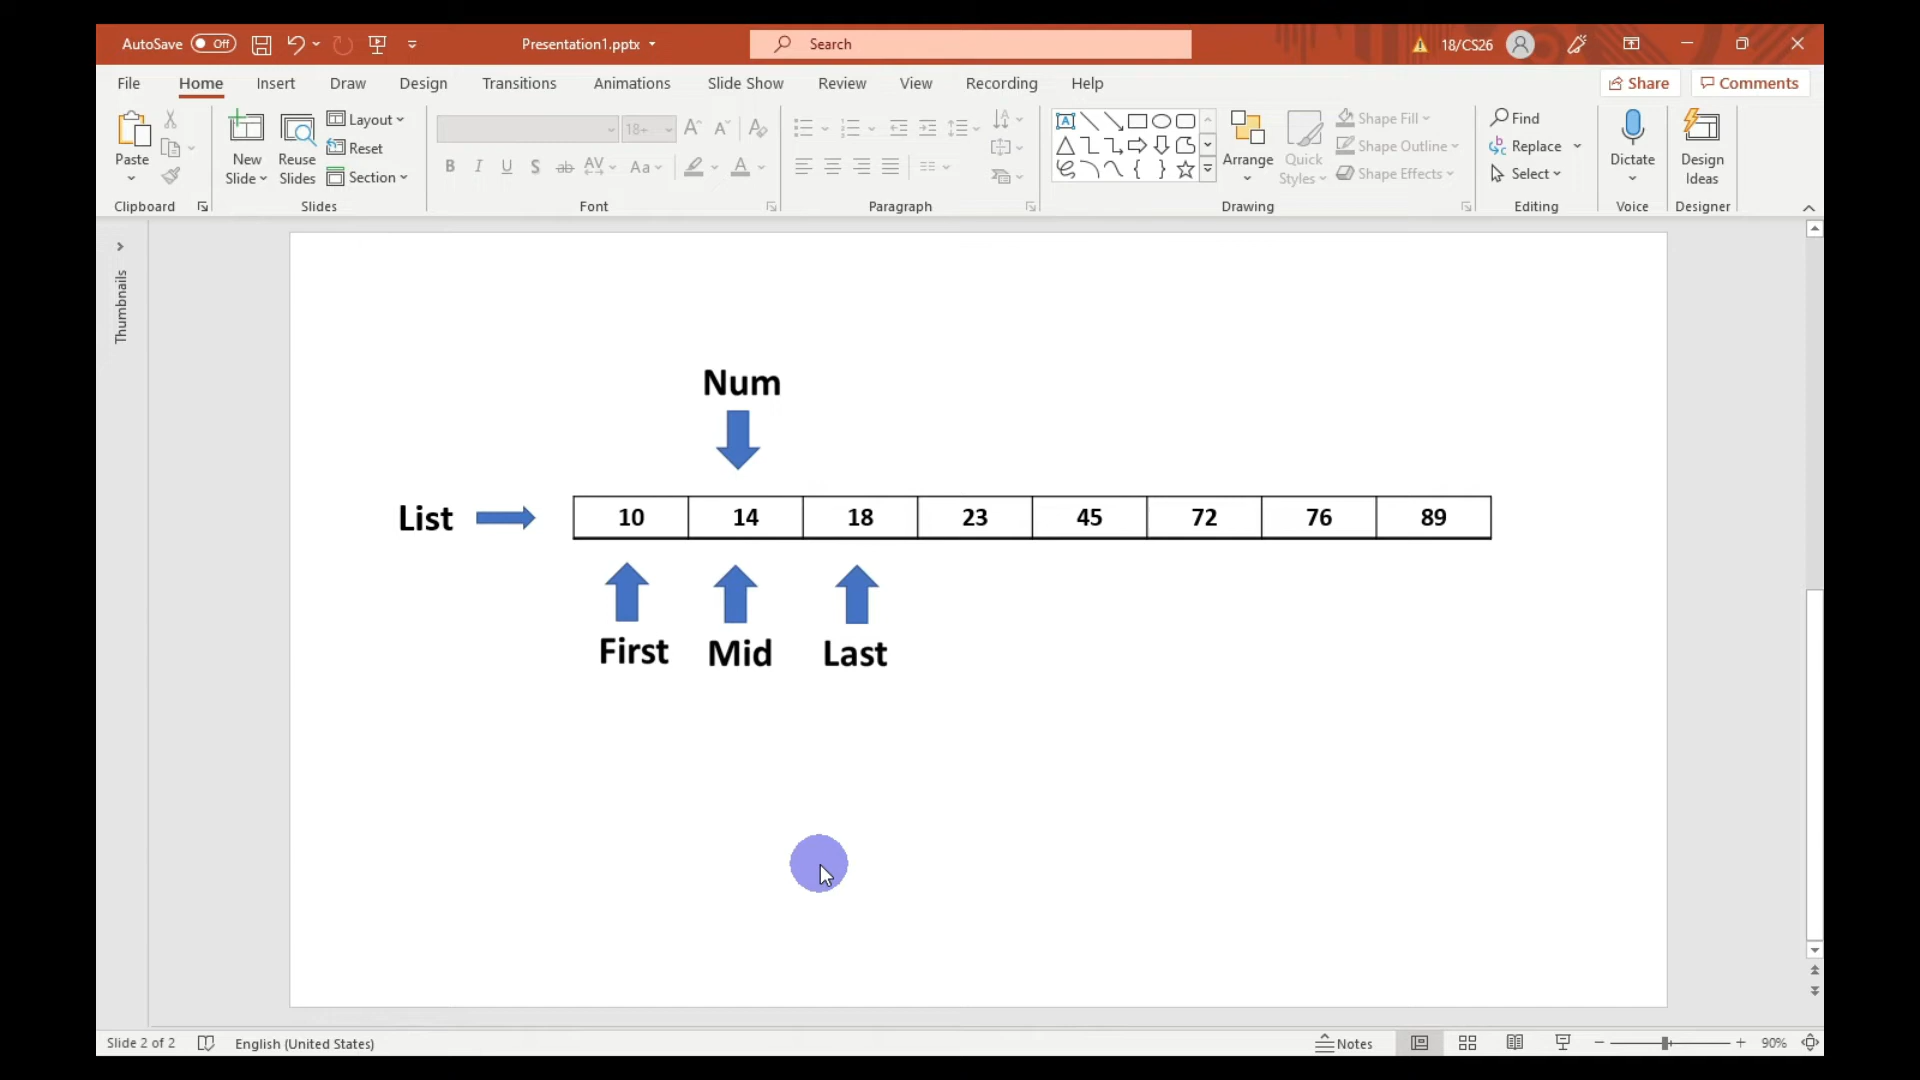 AutoSave Off Presentation1.pptx Search 18/CS26
File Home Insert Draw Design Transitions Animations Slide Show Review View Recording Help Share Comments
Paste New Slide Reuse Slides Layout Reset Section 18+ B I U S ab AV Aa A Arrange Quick Styles Shape Fill Shape Outline Shape Effects Find Replace Select Dictate Design Ideas
Clipboard Slides Font Paragraph Drawing Editing Voice Designer
Thumbnails
Num
List 10 14 18 23 45 72 76 89
First Mid Last
Slide 2 of 2 English (United States) Notes 90%